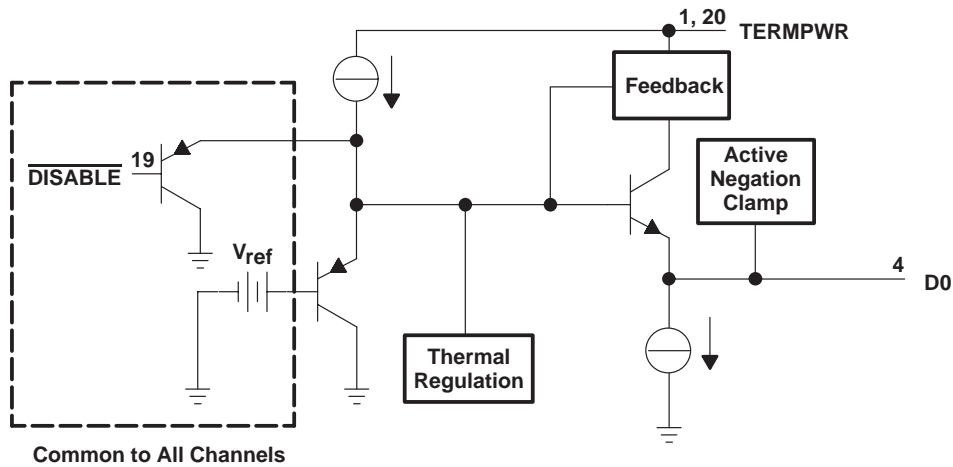 1, 20
TERMPWR
Feedback
Active
Negation
Clamp
19
DISABLE
Vref
4
D0
Thermal
Regulation
Common to All Channels